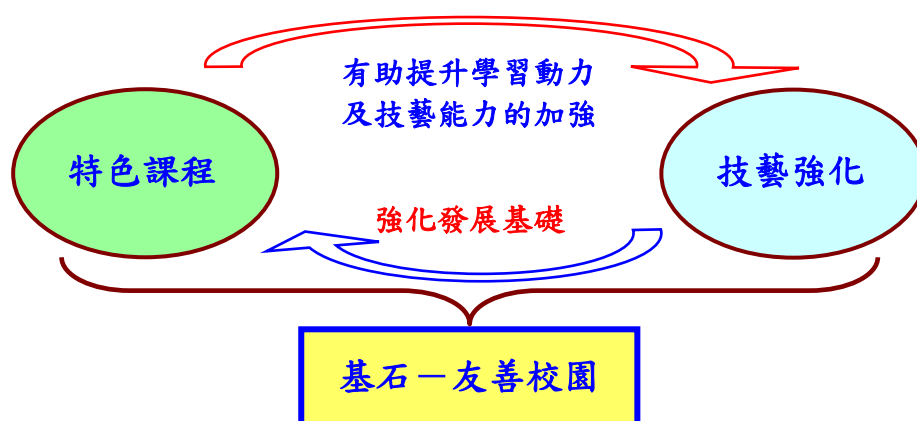 有助提升學習動力
及技藝能力的加強
特色課程
技藝強化
強化發展基礎
基石－友善校園